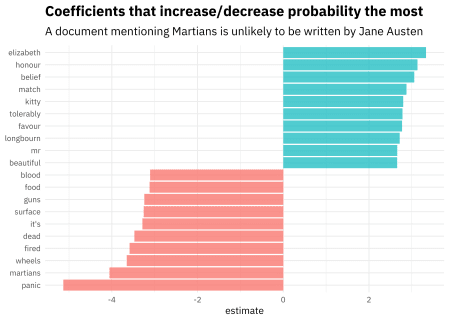 Coefficients that increase/decrease probability the most
A document mentioning Martians is unlikely to be written by Jane Austen
elizabeth
honour
belief
match
kitty
tolerably
favour
longbourn
mr
beautiful
blood
food
guns
surface
it's
dead
fired
wheels
martians
panic
-4 -2 0 2
estimate